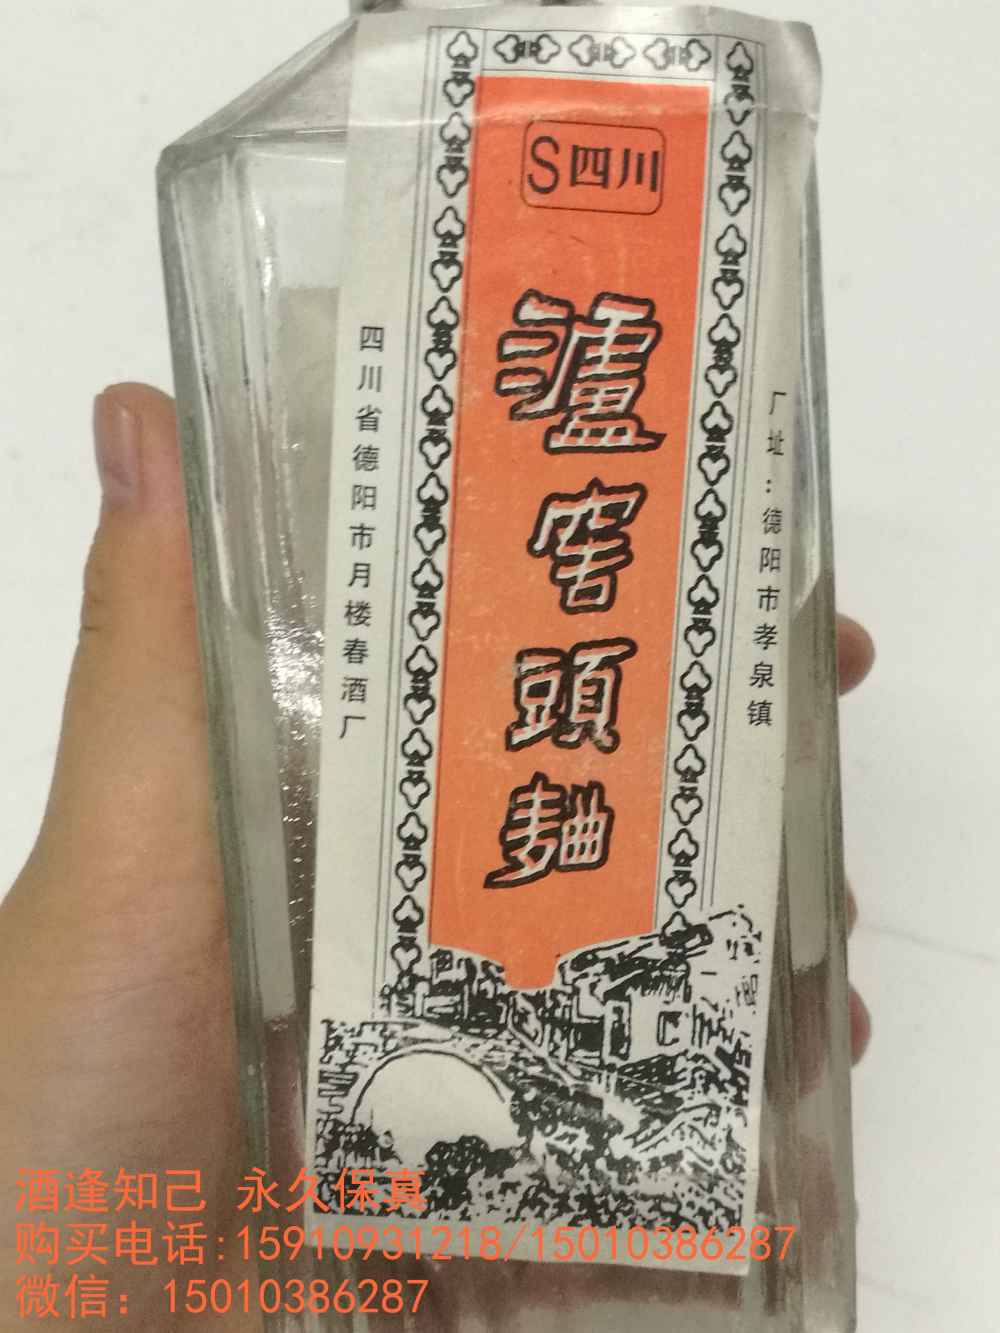 S四川
瀘窖頭麯
四川省德阳市月楼春酒厂
厂址：德阳市孝泉镇
酒逢知己 永久保真
购买电话:15910931218/15010386287
微信：15010386287